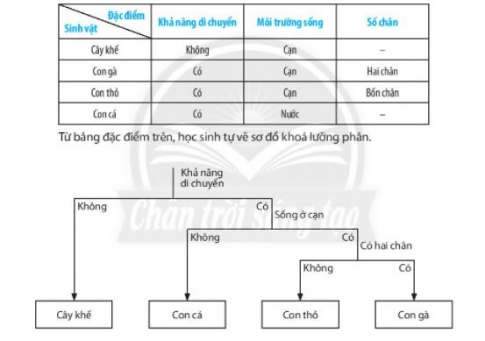 Đặc điểm
Sinh vật
Khả năng di chuyển
Môi trường sống
Số chân
Cây khế Không Cạn –
Con gà Có Cạn Hai chân
Con thỏ Có Cạn Bốn chân
Con cá Có Nước –
Từ bảng đặc điểm trên, học sinh tự vẽ sơ đồ khoá lưỡng phân.
Khả năng
di chuyển
Không Có
Chân trời sáng tạo
Sống ở cạn
Không Có
Có hai chân
Không Có
Cây khế Con cá Con thỏ Con gà